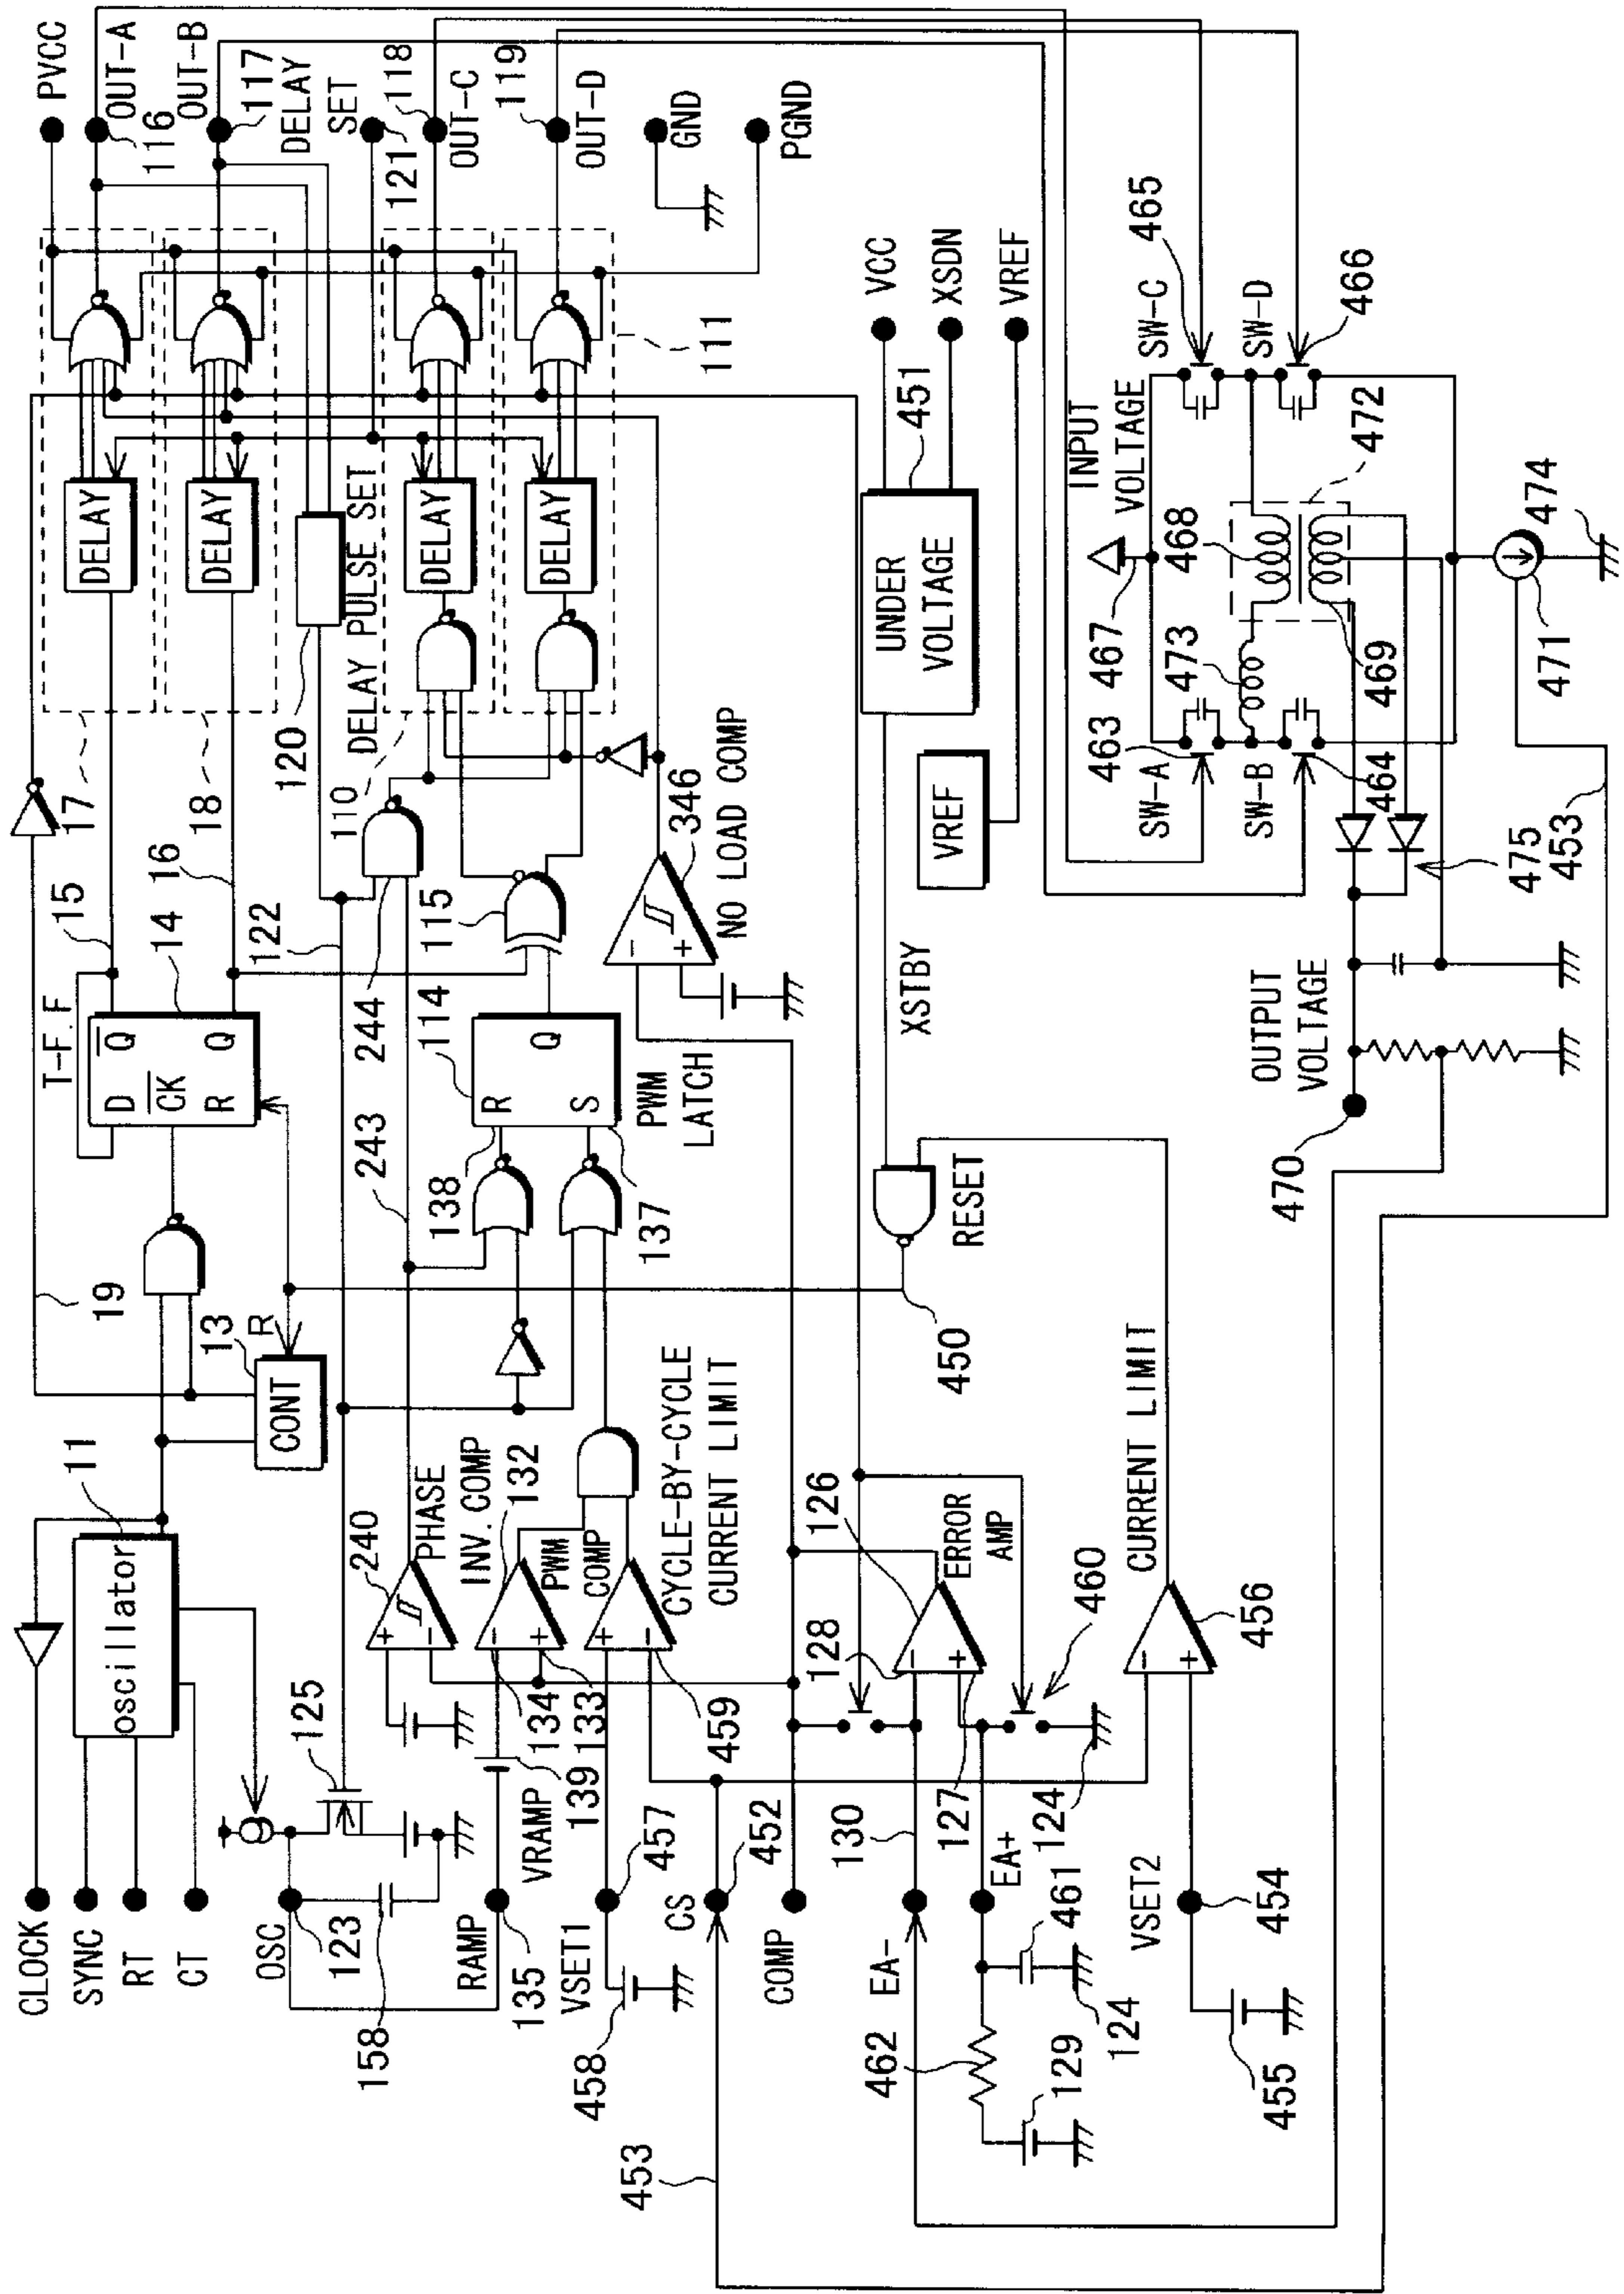 CLOCK
SYNC
RT
CT
OSC
123
158
RAMP
135
VRAMP
139
VSET1
457
458
CS
452
453
COMP
EA-
130
462
129
EA+
461
124
124
VSET2
454
455
oscillator
11
125
CONT
13
R
19
T-F.F
D
Q
CK
R
Q
14
15
16
17
18
122
243
244
240
PHASE
INV. COMP
132
PWM
COMP
134
133
459
CYCLE-BY-CYCLE
CURRENT LIMIT
138
137
R
S
Q
114
PWM
LATCH
115
346
NO LOAD COMP
128
126
127
ERROR
AMP
460
CURRENT LIMIT
456
450
RESET
XSTBY
DELAY
DELAY
120
DELAY PULSE SET
110
DELAY
DELAY
111
PVCC
OUT-A
116
OUT-B
117
DELAY
SET
121
118
OUT-C
119
OUT-D
GND
PGND
UNDER
VOLTAGE
451
VCC
XSDN
VREF
VREF
INPUT
VOLTAGE
467
SW-A
463
SW-B
464
SW-C
465
SW-D
466
473
468
469
472
471
474
475
453
OUTPUT
VOLTAGE
470